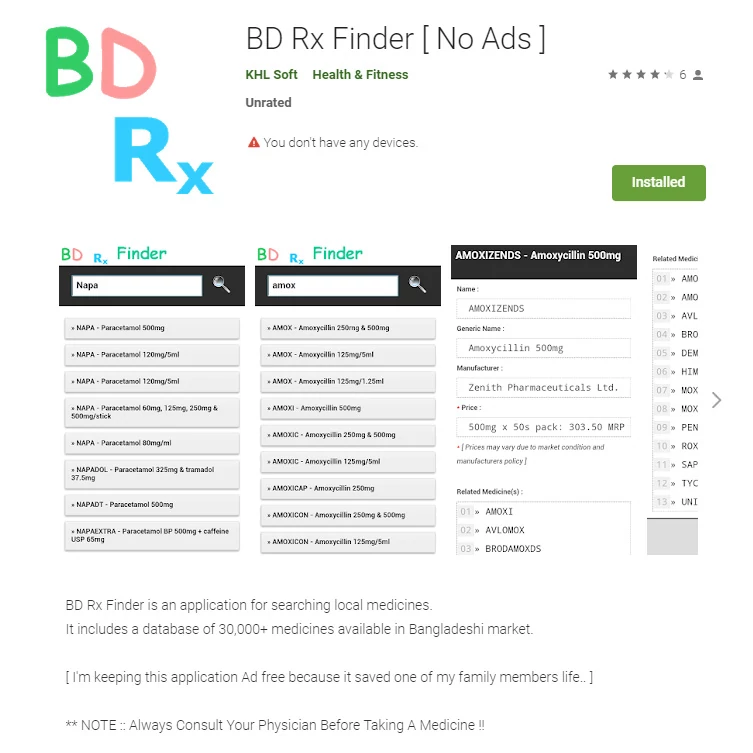 BD
Rx
BD Rx Finder [ No Ads ]
KHL Soft Health & Fitness
6
Unrated
You don't have any devices.
Installed
BD Rx Finder
Napa
» NAPA - Paracetamol 500mg
» NAPA - Paracetamol 120mg/5ml
» NAPA - Paracetamol 120mg/5ml
» NAPA - Paracetamol 60mg, 125mg, 250mg &
500mg/stick
» NAPA - Paracetamol 80mg/ml
» NAPADOL - Paracetamol 325mg & tramadol
37.5mg
» NAPADT - Paracetamol 500mg
» NAPAEXTRA - Paracetamol BP 500mg + caffeine
USP 65mg
BD Rx Finder
amox
» AMOX - Amoxycillin 250mg & 500mg
» AMOX - Amoxycillin 125mg/5ml
» AMOX - Amoxycillin 125mg/1.25ml
» AMOXI - Amoxycillin 500mg
» AMOXIC - Amoxycillin 250mg & 500mg
» AMOXIC - Amoxycillin 125mg/5ml
» AMOXICAP - Amoxycillin 250mg
» AMOXICON - Amoxycillin 250mg & 500mg
» AMOXICON - Amoxycillin 125mg/5ml
AMOXIZENDS - Amoxycillin 500mg
Name :
AMOXIZENDS
Generic Name :
Amoxycillin 500mg
Manufacturer :
Zenith Pharmaceuticals Ltd.
* Price :
500mg x 50s pack: 303.50 MRP
* [ Prices may vary due to market condition and
manufacturers policy ]
Related Medicine(s) :
01 » AMOXI
02 » AVLOMOX
03 » BRODAMOXDS
Related Medic
01 » AMO
02 » AMO
03 » AVL
04 » BRO
05 » DEM
06 » HIM
07 » MOX
08 » MOX
09 » PEN
10 » ROX
11 » SAP
12 » TYC
13 » UNI
BD Rx Finder is an application for searching local medicines.
It includes a database of 30,000+ medicines available in Bangladeshi market.
[ I'm keeping this application Ad free because it saved one of my family members life.. ]
** NOTE :: Always Consult Your Physician Before Taking A Medicine !!